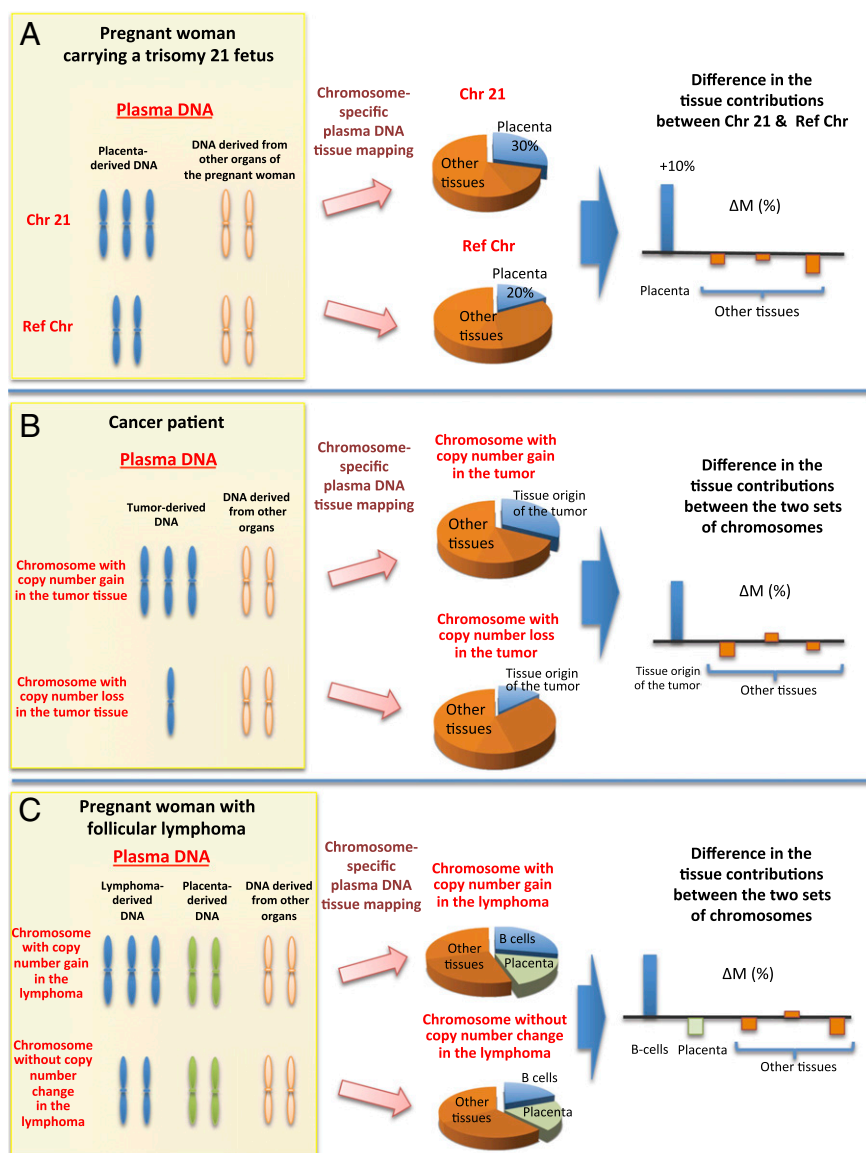 A
Pregnant woman
carrying a trisomy 21 fetus
Plasma DNA
Placenta-
derived DNA
DNA derived from
other organs of
the pregnant woman
Chr 21
Ref Chr
Chromosome-
specific
plasma DNA
tissue mapping
Chr 21
Placenta
30%
Other
tissues
Ref Chr
Placenta
20%
Other
tissues
Difference in the
tissue contributions
between Chr 21 & Ref Chr
+10%
ΔM (%)
Placenta
Other tissues
B
Cancer patient
Plasma DNA
Tumor-derived
DNA
DNA derived
from other
organs
Chromosome with
copy number gain
in the tumor tissue
Chromosome with
copy number loss
in the tumor tissue
Chromosome-
specific
plasma DNA
tissue mapping
Chromosome with
copy number gain
in the tumor
Tissue origin
of the tumor
Other
tissues
Chromosome with
copy number loss
in the tumor
Tissue origin
of the tumor
Other
tissues
Difference in the
tissue contributions
between the two sets
of chromosomes
ΔM (%)
Tissue origin
of the tumor
Other tissues
C
Pregnant woman with
follicular lymphoma
Plasma DNA
Lymphoma-
derived
DNA
Placenta-
derived
DNA
DNA derived
from other
organs
Chromosome
with copy
number gain
in the
lymphoma
Chromosome
without copy
number
change
in the
lymphoma
Chromosome-
specific
plasma DNA
tissue mapping
Chromosome with
copy number gain
in the lymphoma
B cells
Placenta
Other
tissues
Chromosome without
copy number change
in the lymphoma
B cells
Placenta
Other
tissues
Difference in the
tissue contributions
between the two sets
of chromosomes
ΔM (%)
B-cells
Placenta
Other tissues